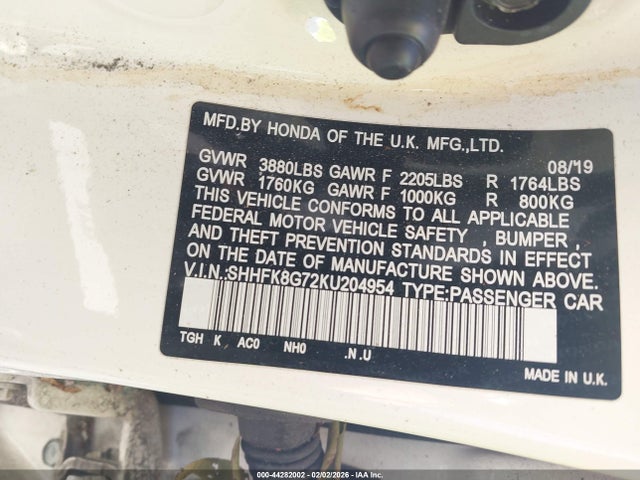 MFD.BY HONDA OF THE U.K. MFG.,LTD.
08/19
GVWR 3880LBS GAWR F 2205LBS R 1764LBS
GVWR 1760KG GAWR F 1000KG R 800KG
THIS VEHICLE CONFORMS TO ALL APPLICABLE
FEDERAL MOTOR VEHICLE SAFETY , BUMPER ,
AND THEFT PREVENTION STANDARDS IN EFFECT
ON THE DATE OF MANUFACTURE SHOWN ABOVE.
V.I.N.:SHHFK8G72KU204954 TYPE:PASSENGER CAR
TGH K AC0 NH0 .N.U
MADE IN U.K.
000-44282002 - 02/02/2026 - IAA Inc.